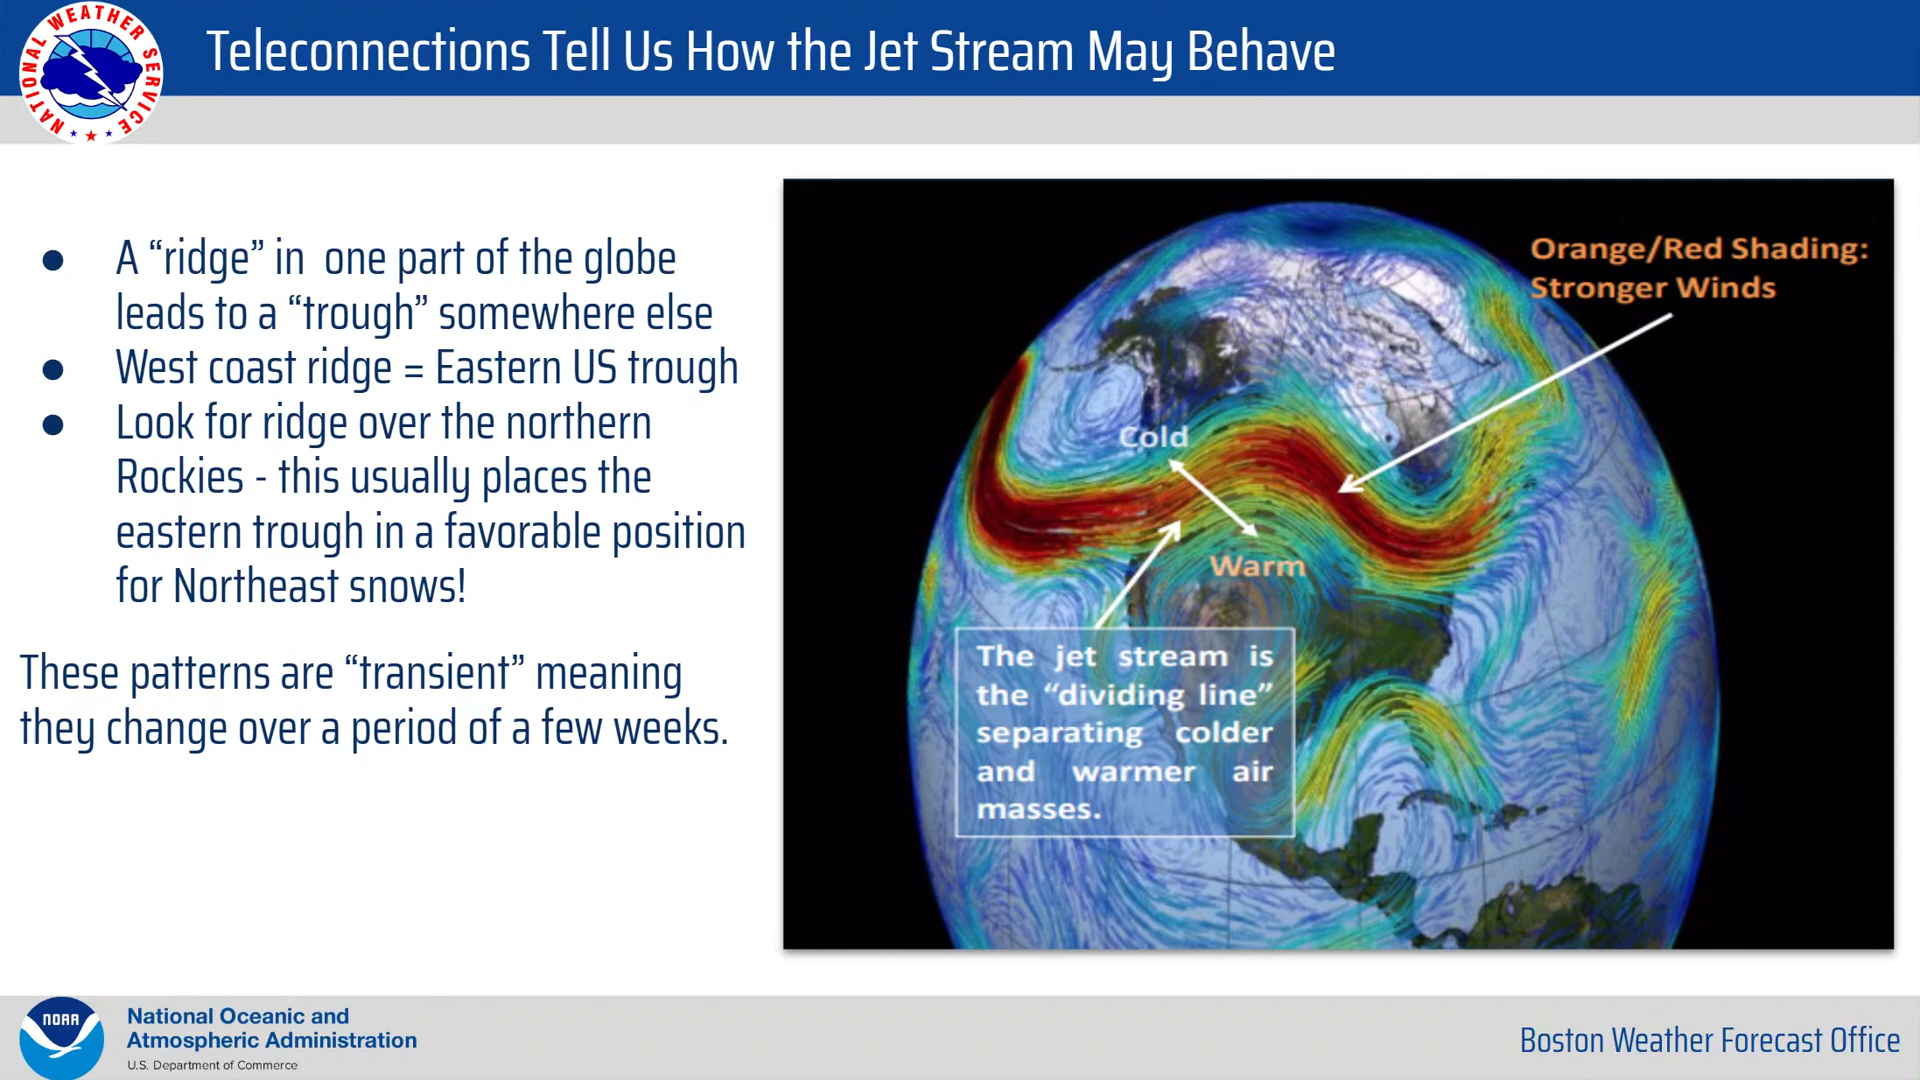 NATIONAL WEATHER SERVICE
Teleconnections Tell Us How the Jet Stream May Behave
● A “ridge” in one part of the globe
leads to a “trough” somewhere else
● West coast ridge = Eastern US trough
● Look for ridge over the northern
Rockies - this usually places the
eastern trough in a favorable position
for Northeast snows!
These patterns are “transient” meaning
they change over a period of a few weeks.
Orange/Red Shading:
Stronger Winds
Cold
Warm
The jet stream is
the “dividing line”
separating colder
and warmer air
masses.
NOAA
National Oceanic and
Atmospheric Administration
U.S. Department of Commerce
Boston Weather Forecast Office